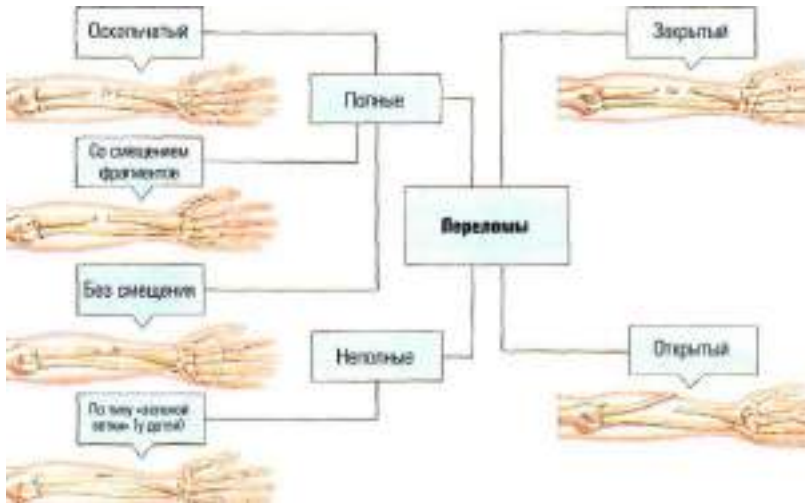 Оскольчатый
Закрытый
Полные
Со смещением
фрагментов
Переломы
Без смещения
Неполные
Открытый
По типу «зеленой
ветки» (у детей)